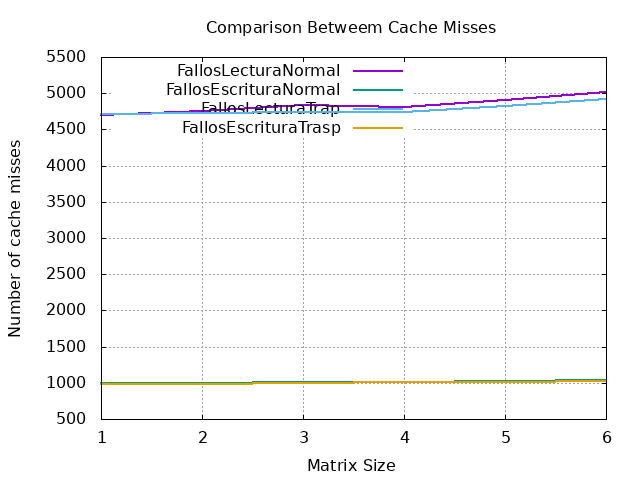 Comparison Betweem Cache Misses
Number of cache misses
5500
5000
4500
4000
3500
3000
2500
2000
1500
1000
500
FallosLecturaNormal
FallosEscrituraNormal
FallosLecturaTrap
FallosEscrituraTrasp
1 2 3 4 5 6
Matrix Size